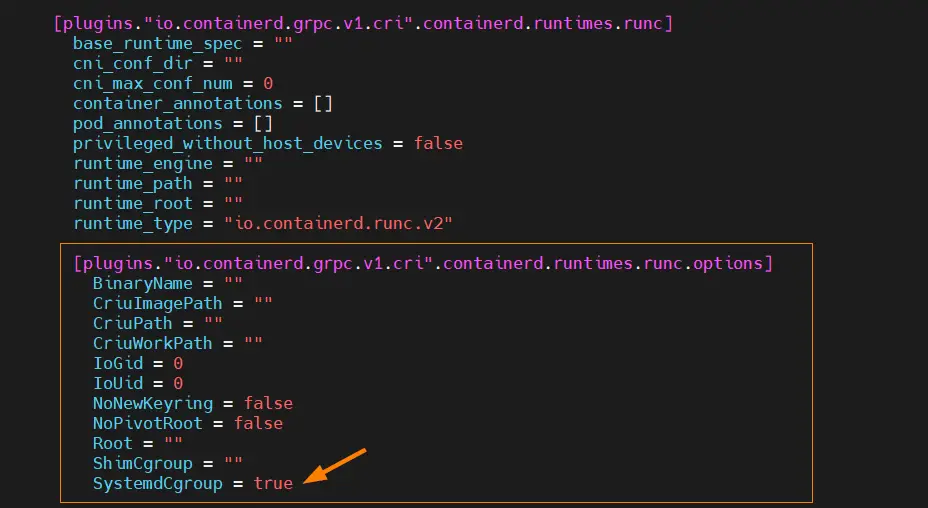 [plugins."io.containerd.grpc.v1.cri".containerd.runtimes.runc]
base_runtime_spec = ""
cni_conf_dir = ""
cni_max_conf_num = 0
container_annotations = []
pod_annotations = []
privileged_without_host_devices = false
runtime_engine = ""
runtime_path = ""
runtime_root = ""
runtime_type = "io.containerd.runc.v2"
[plugins."io.containerd.grpc.v1.cri".containerd.runtimes.runc.options]
BinaryName = ""
CriuImagePath = ""
CriuPath = ""
CriuWorkPath = ""
IoGid = 0
IoUid = 0
NoNewKeyring = false
NoPivotRoot = false
Root = ""
ShimCgroup = ""
SystemdCgroup = true